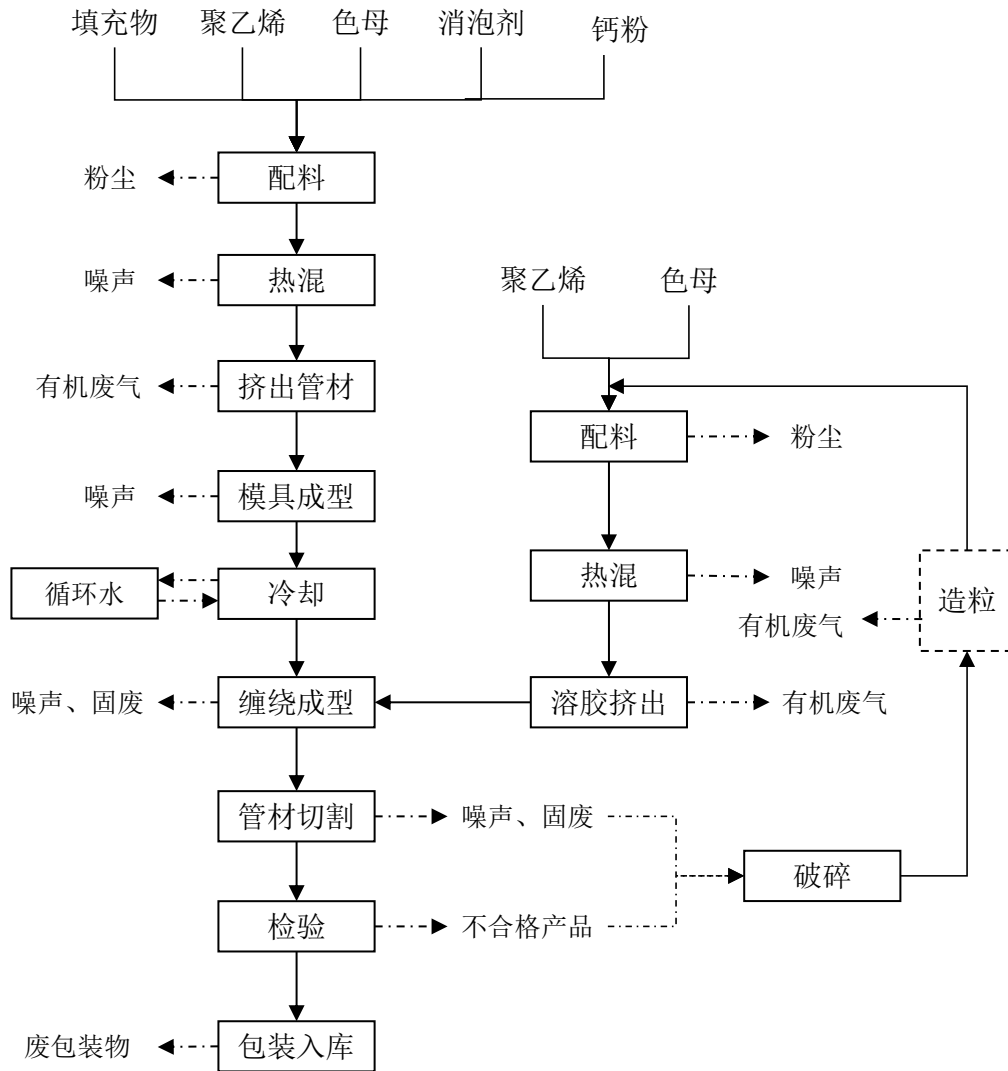 填充物 聚乙烯 色母 消泡剂 钙粉
粉尘 配料
噪声 热混 聚乙烯 色母
有机废气 挤出管材
配料 粉尘
噪声 模具成型
循环水 冷却 热混 噪声
有机废气 造粒
噪声、固废 缠绕成型 溶胶挤出 有机废气
管材切割 噪声、固废
破碎
检验 不合格产品
废包装物 包装入库